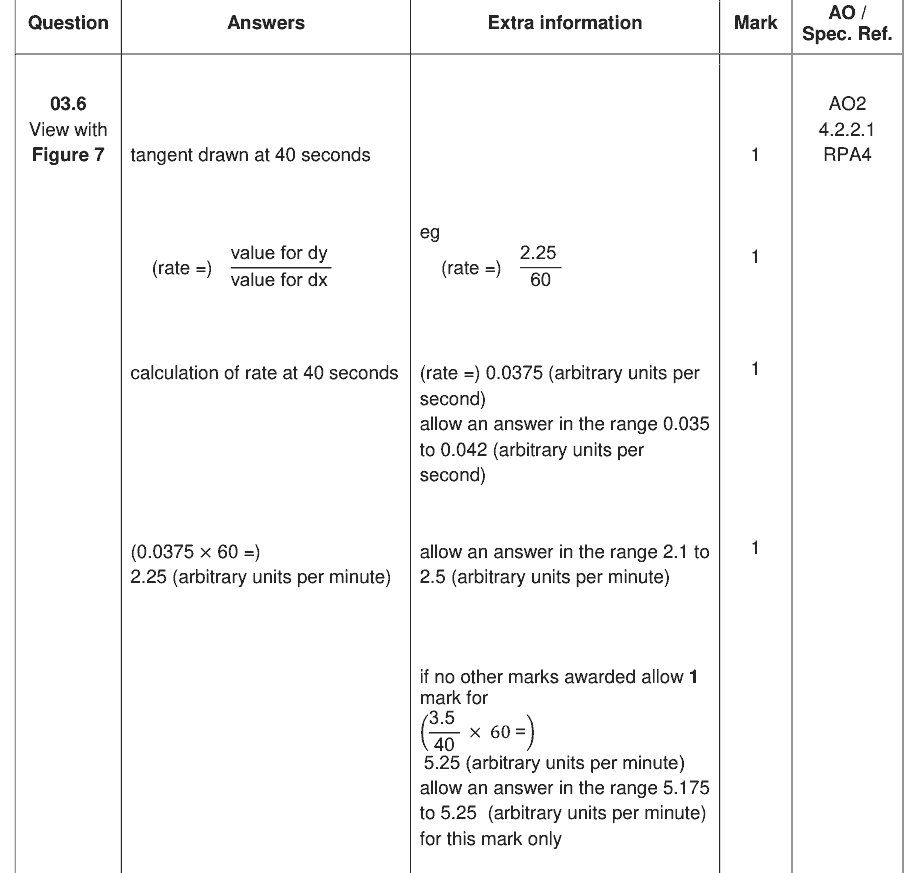 Question Answers Extra information Mark AO /
Spec. Ref.
03.6 AO2
View with 4.2.2.1
Figure 7 tangent drawn at 40 seconds 1 RPA4
eg
(rate =) value for dy / value for dx (rate =) 2.25 / 60 1
calculation of rate at 40 seconds (rate =) 0.0375 (arbitrary units per 1
second)
allow an answer in the range 0.035
to 0.042 (arbitrary units per
second)
(0.0375 × 60 =) allow an answer in the range 2.1 to 1
2.25 (arbitrary units per minute) 2.5 (arbitrary units per minute)
if no other marks awarded allow 1
mark for
(3.5 / 40 × 60 =)
5.25 (arbitrary units per minute)
allow an answer in the range 5.175
to 5.25 (arbitrary units per minute)
for this mark only